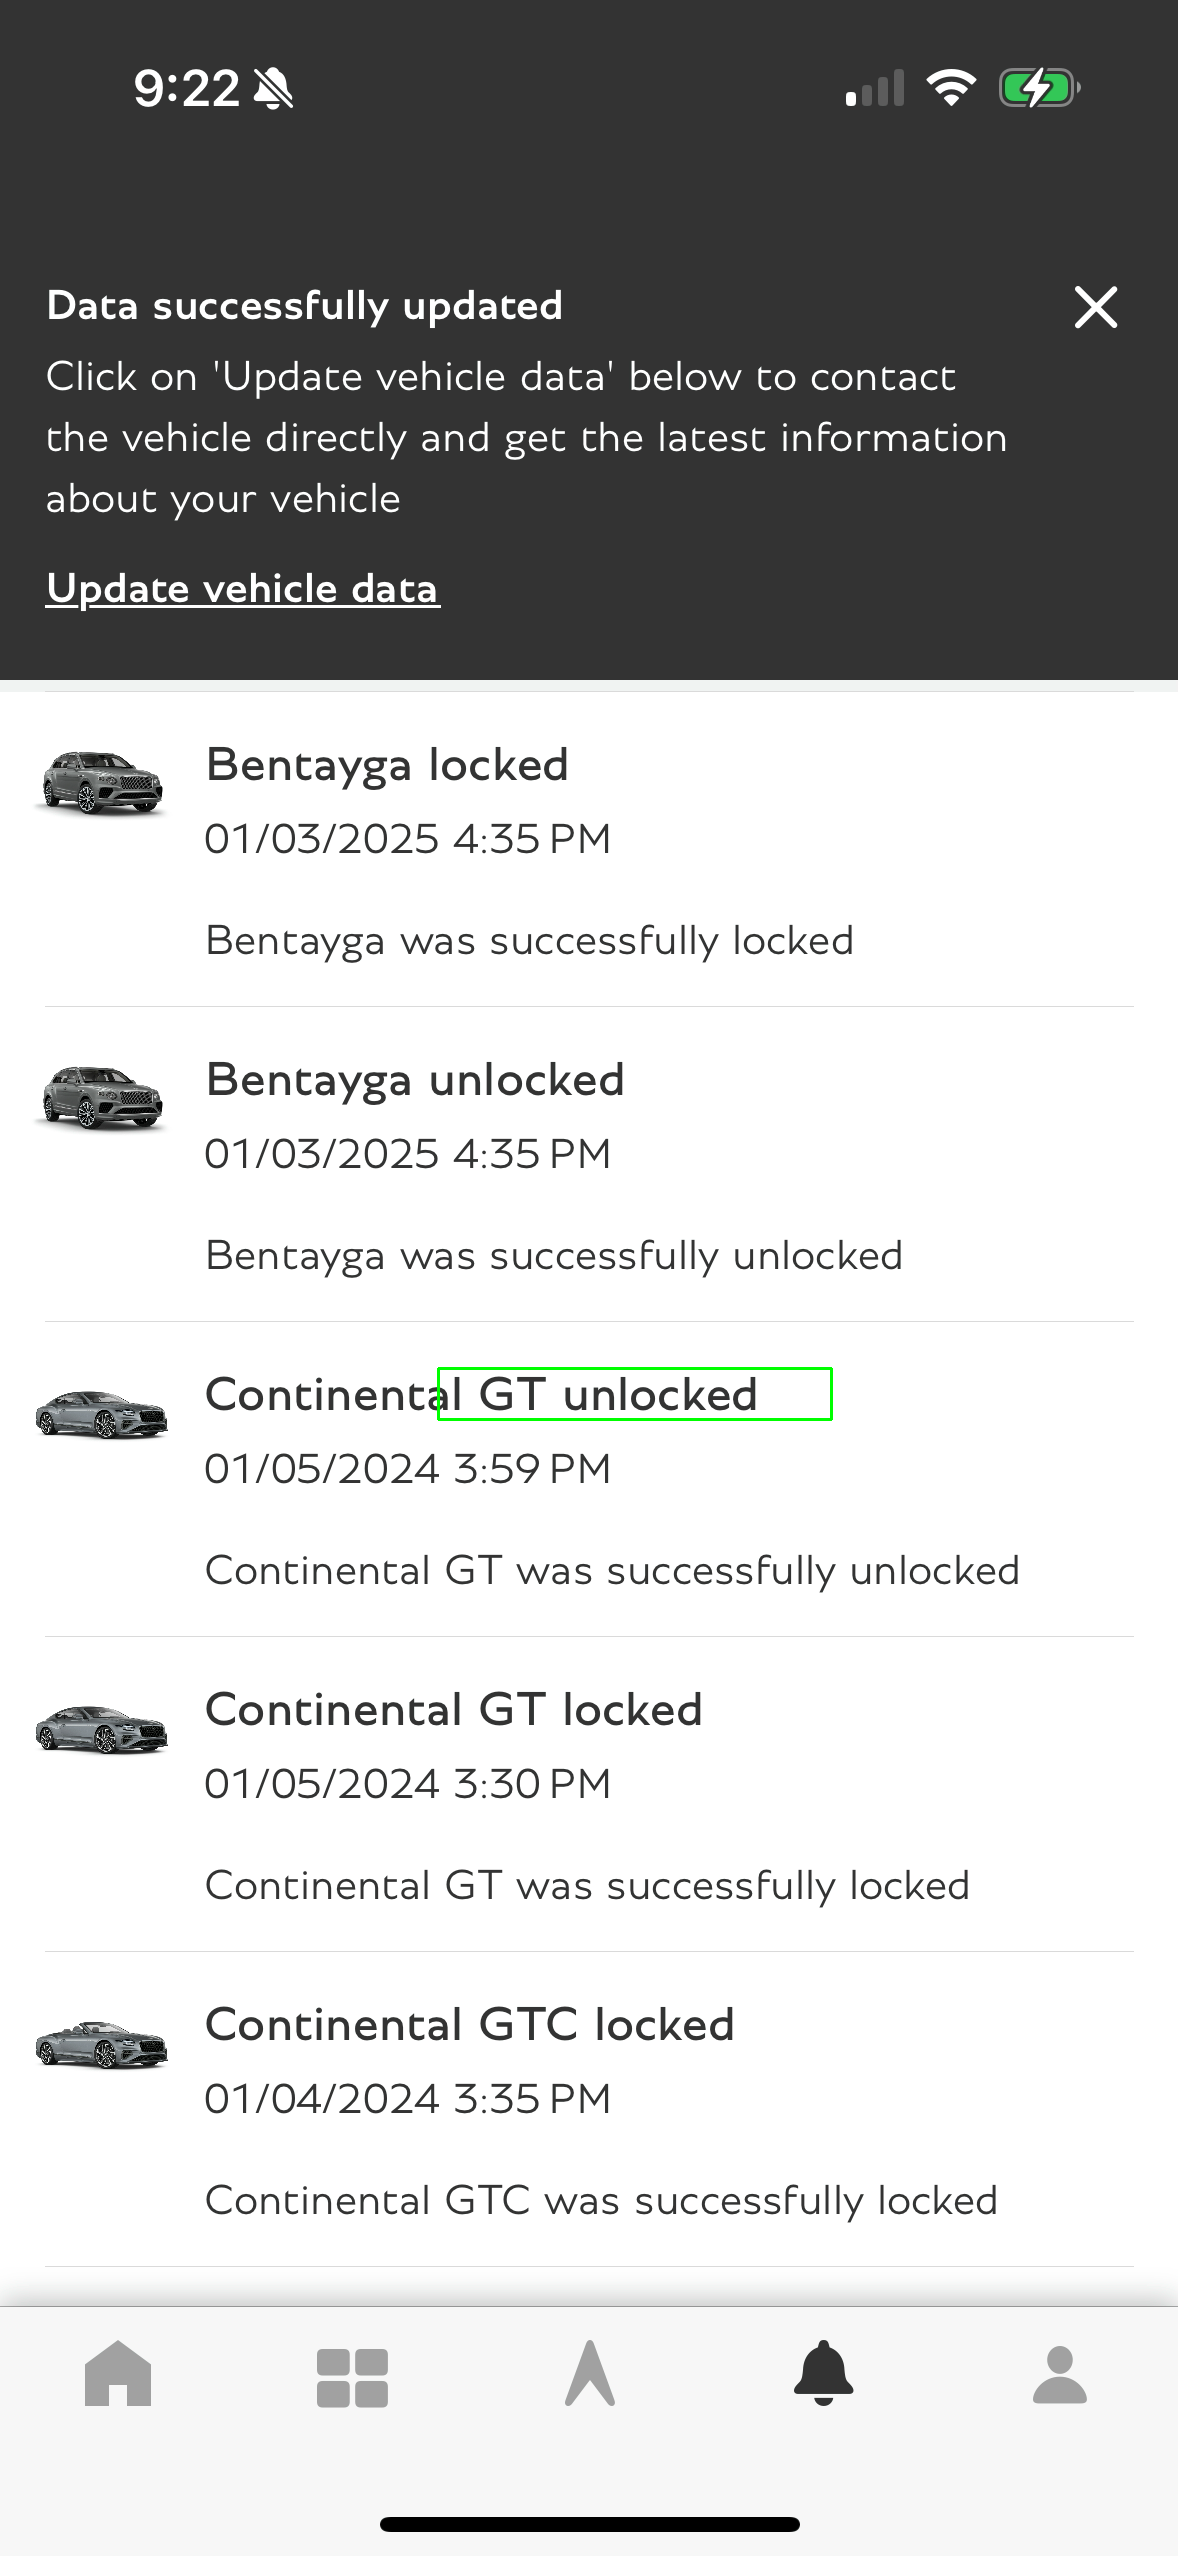 9:22
Data successfully updated
Click on 'Update vehicle data' below to contact
the vehicle directly and get the latest information
about your vehicle
Update vehicle data
Bentayga locked
01/03/2025 4:35 PM
Bentayga was successfully locked
Bentayga unlocked
01/03/2025 4:35 PM
Bentayga was successfully unlocked
Continental GT unlocked
01/05/2024 3:59 PM
Continental GT was successfully unlocked
Continental GT locked
01/05/2024 3:30 PM
Continental GT was successfully locked
Continental GTC locked
01/04/2024 3:35 PM
Continental GTC was successfully locked